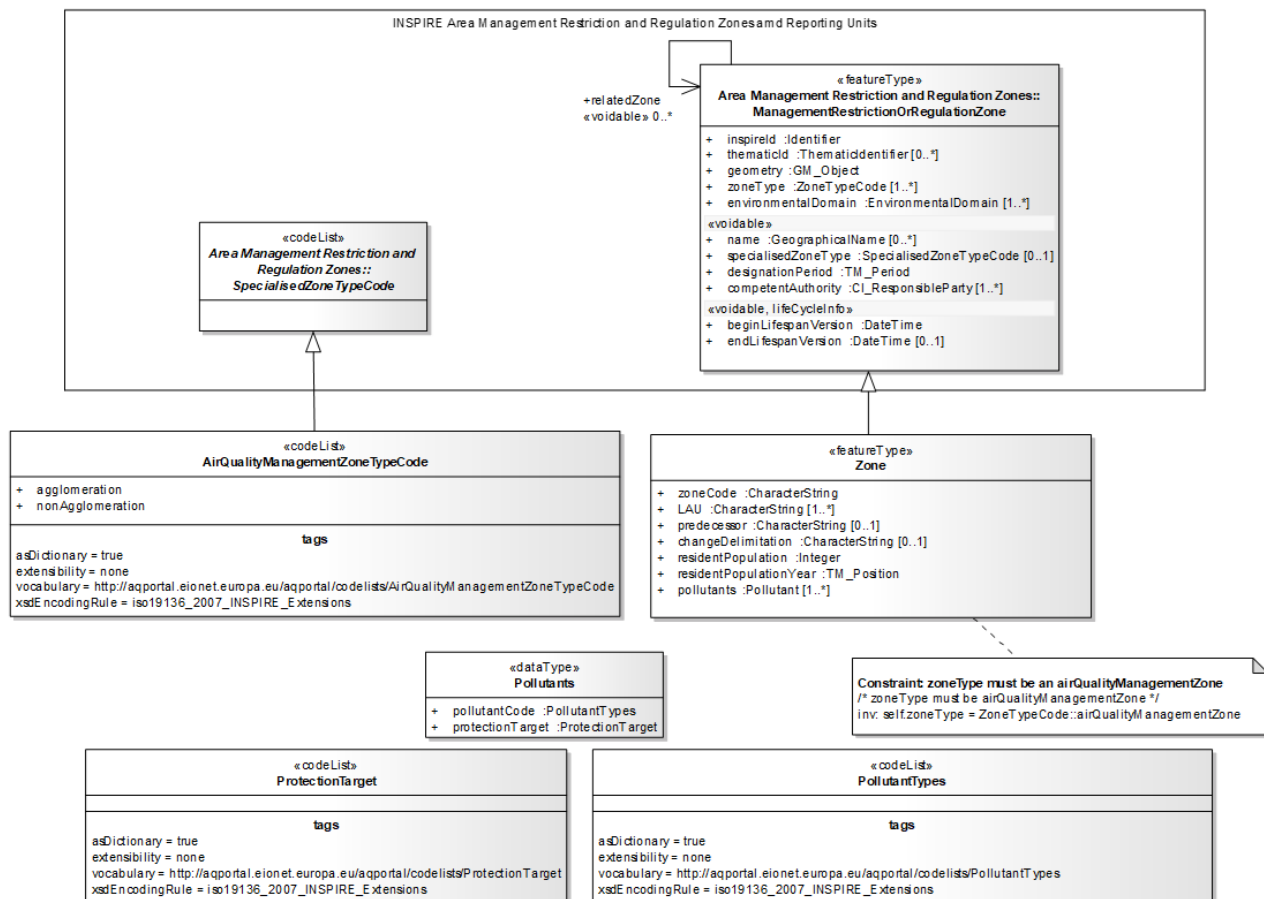 INSPIRE Area Management Restriction and Regulation Zones amd Reporting Units
+relatedZone
«voidable» 0..*
«featureType»
Area Management Restriction and Regulation Zones::
ManagementRestrictionOrRegulationZone
+ inspireId :Identifier
+ thematicId :ThematicIdentifier [0..*]
+ geometry :GM_Object
+ zoneType :ZoneTypeCode [1..*]
+ environmentalDomain :EnvironmentalDomain [1..*]
«voidable»
+ name :GeographicalName [0..*]
+ specialisedZoneType :SpecialisedZoneTypeCode [0..1]
+ designationPeriod :TM_Period
+ competentAuthority :CI_ResponsibleParty [1..*]
«voidable, lifeCycleInfo»
+ beginLifespanVersion :DateTime
+ endLifespanVersion :DateTime [0..1]
«codeList»
Area Management Restriction and
Regulation Zones::
SpecialisedZoneTypeCode
«codeList»
AirQualityManagementZoneTypeCode
+ agglomeration
+ nonAgglomeration
tags
asDictionary = true
extensibility = none
vocabulary = http://aqportal.eionet.europa.eu/aqportal/codelists/AirQualityManagementZoneTypeCode
xsdEncodingRule = iso19136_2007_INSPIRE_Extensions
«featureType»
Zone
+ zoneCode :CharacterString
+ LAU :CharacterString [1..*]
+ predecessor :CharacterString [0..1]
+ changeDelimitation :CharacterString [0..1]
+ residentPopulation :Integer
+ residentPopulationYear :TM_Position
+ pollutants :Pollutant [1..*]
«dataType»
Pollutants
+ pollutantCode :PollutantTypes
+ protectionTarget :ProtectionTarget
Constraint: zoneType must be an airQualityManagementZone
/* zoneType must be airQualityManagementZone */
inv: self.zoneType = ZoneTypeCode::airQualityManagementZone
«codeList»
ProtectionTarget
tags
asDictionary = true
extensibility = none
vocabulary = http://aqportal.eionet.europa.eu/aqportal/codelists/ProtectionTarget
xsdEncodingRule = iso19136_2007_INSPIRE_Extensions
«codeList»
PollutantTypes
tags
asDictionary = true
extensibility = none
vocabulary = http://aqportal.eionet.europa.eu/aqportal/codelists/PollutantTypes
xsdEncodingRule = iso19136_2007_INSPIRE_Extensions